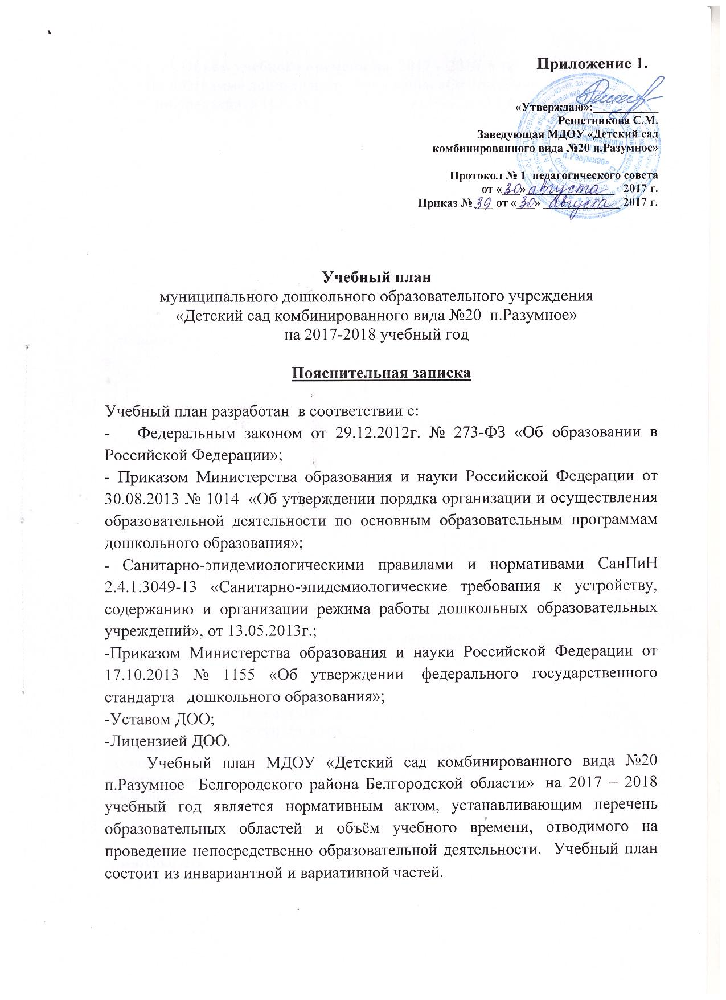 Приложение 1.
«Утверждаю»:___________
Решетникова С.М.
Заведующая МДОУ «Детский сад
комбинированного вида №20 п.Разумное»
Протокол № 1 педагогического совета
от «30» августа 2017 г.
Приказ № 39 от «30» августа 2017 г.
Учебный план
муниципального дошкольного образовательного учреждения
«Детский сад комбинированного вида №20 п.Разумное»
на 2017-2018 учебный год
Пояснительная записка
Учебный план разработан в соответствии с:
- Федеральным законом от 29.12.2012г. № 273-ФЗ «Об образовании в
Российской Федерации»;
- Приказом Министерства образования и науки Российской Федерации от
30.08.2013 № 1014 «Об утверждении порядка организации и осуществления
образовательной деятельности по основным образовательным программам
дошкольного образования»;
- Санитарно-эпидемиологическими правилами и нормативами СанПиН
2.4.1.3049-13 «Санитарно-эпидемиологические требования к устройству,
содержанию и организации режима работы дошкольных образовательных
учреждений», от 13.05.2013г.;
-Приказом Министерства образования и науки Российской Федерации от
17.10.2013 № 1155 «Об утверждении федерального государственного
стандарта дошкольного образования»;
-Уставом ДОО;
-Лицензией ДОО.
Учебный план МДОУ «Детский сад комбинированного вида №20
п.Разумное Белгородского района Белгородской области» на 2017 – 2018
учебный год является нормативным актом, устанавливающим перечень
образовательных областей и объём учебного времени, отводимого на
проведение непосредственно образовательной деятельности. Учебный план
состоит из инвариантной и вариативной частей.